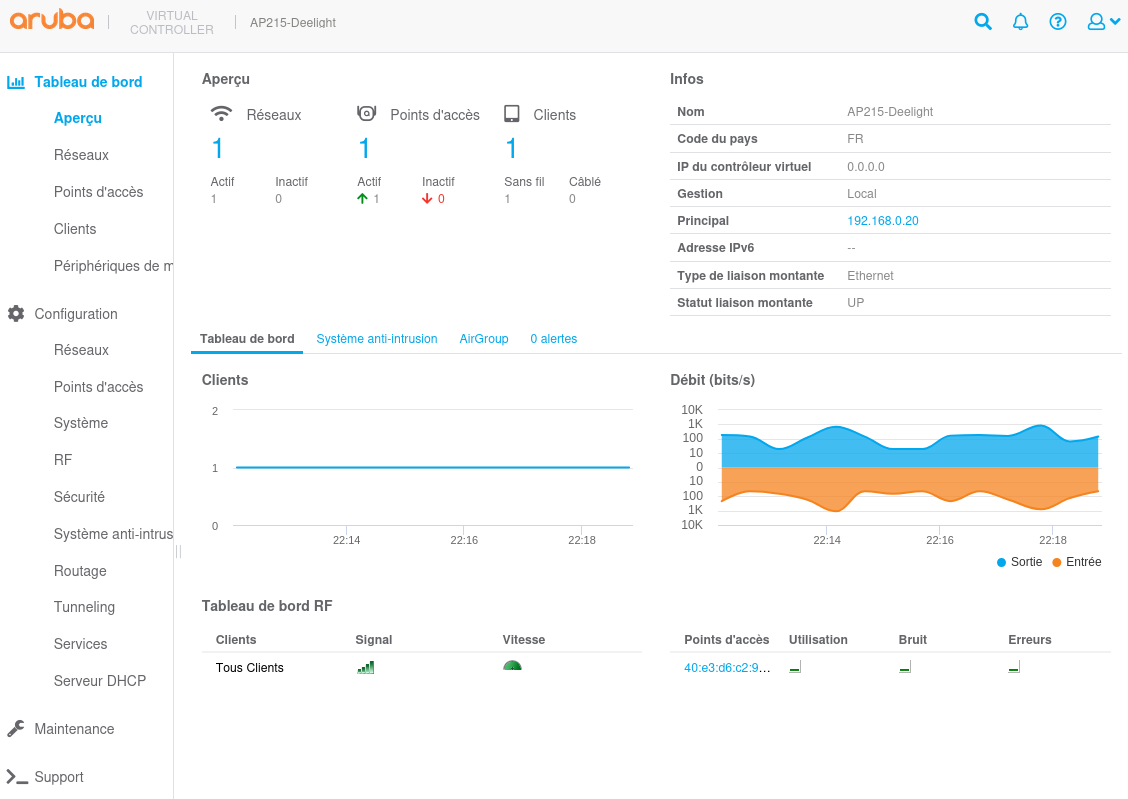 aruba
VIRTUAL
CONTROLLER
AP215-Deelight
Tableau de bord
Aperçu
Réseaux
Points d'accès
Clients
Périphériques de m
Configuration
Réseaux
Points d'accès
Système
RF
Sécurité
Système anti-intrus
Routage
Tunneling
Services
Serveur DHCP
Maintenance
Support
Aperçu
Réseaux
1
Actif Inactif
1 0
Points d'accès
1
Actif Inactif
1 0
Clients
1
Sans fil Câblé
1 0
Infos
Nom AP215-Deelight
Code du pays FR
IP du contrôleur virtuel 0.0.0.0
Gestion Local
Principal 192.168.0.20
Adresse IPv6 --
Type de liaison montante Ethernet
Statut liaison montante UP
Tableau de bord Système anti-intrusion AirGroup 0 alertes
Clients
2
1
0
22:14 22:16 22:18
Débit (bits/s)
10K
1K
100
10
0
10
100
1K
10K
22:14 22:16 22:18
Sortie Entrée
Tableau de bord RF
Clients Signal Vitesse
Tous Clients
Points d'accès Utilisation Bruit Erreurs
40:e3:d6:c2:9...